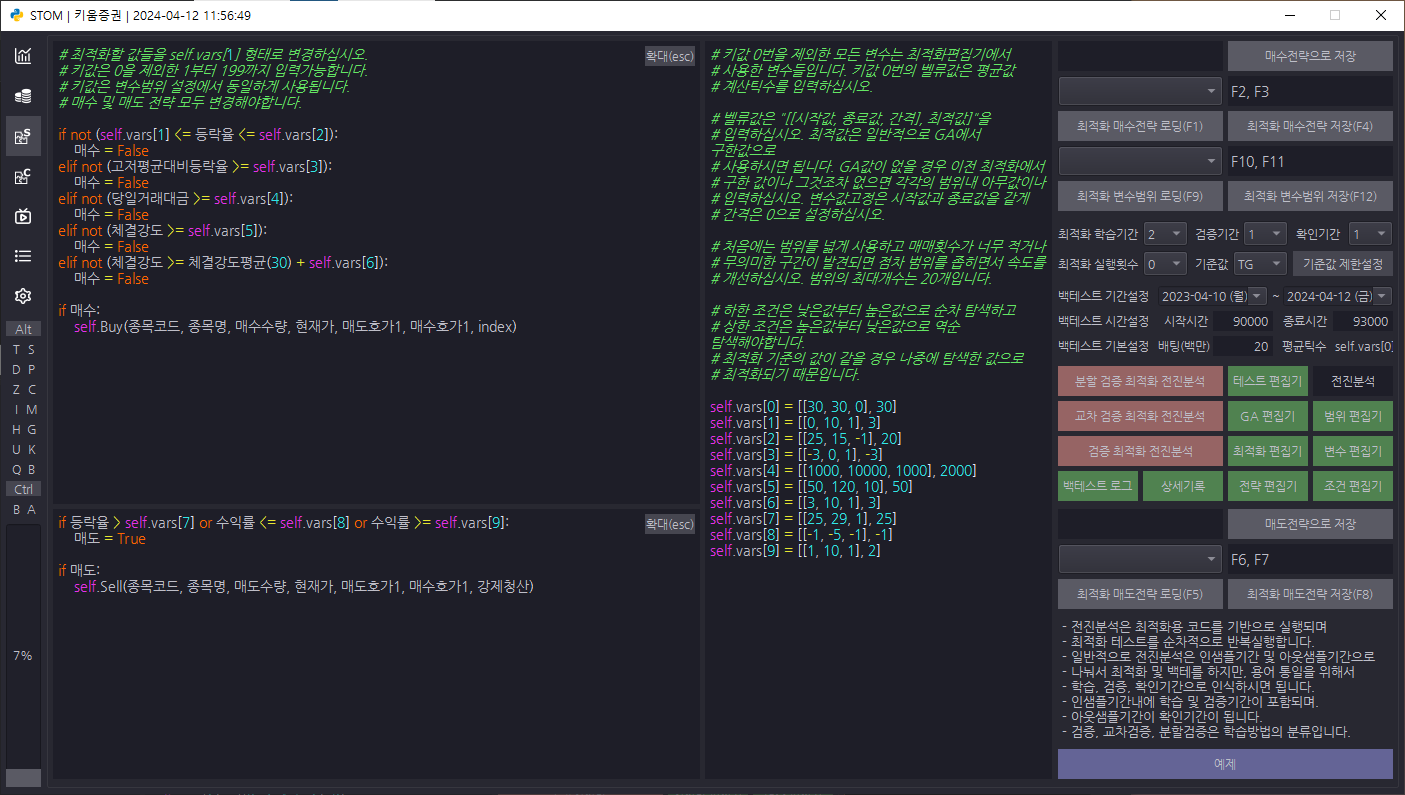 STOM | 키움증권 | 2024-04-12 11:56:49
Alt
T S
D P
Z C
I M
H G
U K
Q B
Ctrl
B A
7%
# 최적화할 값들을 self.vars[1] 형태로 변경하십시오.
확대(esc)
# 키값은 0을 제외한 1부터 199까지 입력가능합니다.
# 키값은 변수범위 설정에서 동일하게 사용됩니다.
# 매수 및 매도 전략 모두 변경해야합니다.
if not (self.vars[1] <= 등락율 <= self.vars[2]):
매수 = False
elif not (고저평균대비등락율 >= self.vars[3]):
매수 = False
elif not (당일거래대금 >= self.vars[4]):
매수 = False
elif not (체결강도 >= self.vars[5]):
매수 = False
elif not (체결강도 >= 체결강도평균(30) + self.vars[6]):
매수 = False
if 매수:
self.Buy(종목코드, 종목명, 매수수량, 현재가, 매도호가1, 매수호가1, index)
if 등락율 > self.vars[7] or 수익률 <= self.vars[8] or 수익률 >= self.vars[9]:
확대(esc)
매도 = True
if 매도:
self.Sell(종목코드, 종목명, 매도수량, 현재가, 매도호가1, 매수호가1, 강제청산)
# 키값 0번을 제외한 모든 변수는 최적화편집기에서
# 사용한 변수들입니다. 키값 0번의 벨류값은 평균값
# 계산틱수를 입력하십시오.
# 벨류값은 "[[시작값, 종료값, 간격], 최적값]"을
# 입력하십시오. 최적값은 일반적으로 GA에서
구한값으로
# 사용하시면 됩니다. GA값이 없을 경우 이전 최적화에서
# 구한 값이나 그것조차 없으면 각각의 범위내 아무값이나
# 입력하십시오. 변수값고정은 시작값과 종료값을 같게
# 간격은 0으로 설정하십시오.
# 처음에는 범위를 넓게 사용하고 매매횟수가 너무 적거나
# 무의미한 구간이 발견되면 점차 범위를 좁히면서 속도를
# 개선하십시오. 범위의 최대개수는 20개입니다.
# 하한 조건은 낮은값부터 높은값으로 순차 탐색하고
# 상한 조건은 높은값부터 낮은값으로 역순
탐색해야합니다.
# 최적화 기준의 값이 같을 경우 나중에 탐색한 값으로
# 최적화되기 때문입니다.
self.vars[0] = [[30, 30, 0], 30]
self.vars[1] = [[0, 10, 1], 3]
self.vars[2] = [[25, 15, -1], 20]
self.vars[3] = [[-3, 0, 1], -3]
self.vars[4] = [[1000, 10000, 1000], 2000]
self.vars[5] = [[50, 120, 10], 50]
self.vars[6] = [[3, 10, 1], 3]
self.vars[7] = [[25, 29, 1], 25]
self.vars[8] = [[-1, -5, -1], -1]
self.vars[9] = [[1, 10, 1], 2]
매수전략으로 저장
F2, F3
최적화 매수전략 로딩(F1) 최적화 매수전략 저장(F4)
F10, F11
최적화 변수범위 로딩(F9) 최적화 변수범위 저장(F12)
최적화 학습기간 2 검증기간 1 확인기간 1
최적화 실행횟수 0 기준값 TG 기준값 제한설정
백테스트 기간설정 2023-04-10 (월) ~ 2024-04-12 (금)
백테스트 시간설정 시작시간 90000 종료시간 93000
백테스트 기본설정 배팅(백만) 20 평균틱수 self.vars[0]
분할 검증 최적화 전진분석 테스트 편집기 전진분석
교차 검증 최적화 전진분석 GA 편집기 범위 편집기
검증 최적화 전진분석 최적화 편집기 변수 편집기
백테스트 로그 상세기록 전략 편집기 조건 편집기
매도전략으로 저장
F6, F7
최적화 매도전략 로딩(F5) 최적화 매도전략 저장(F8)
- 전진분석은 최적화용 코드를 기반으로 실행되며
- 최적화 테스트를 순차적으로 반복실행합니다.
- 일반적으로 전진분석은 인샘플기간 및 아웃샘플기간으로
- 나눠서 최적화 및 백테를 하지만, 용어 통일을 위해서
- 학습, 검증, 확인기간으로 인식하시면 됩니다.
- 인샘플기간내에 학습 및 검증기간이 포함되며,
- 아웃샘플기간이 확인기간이 됩니다.
- 검증, 교차검증, 분할검증은 학습방법의 분류입니다.
예제